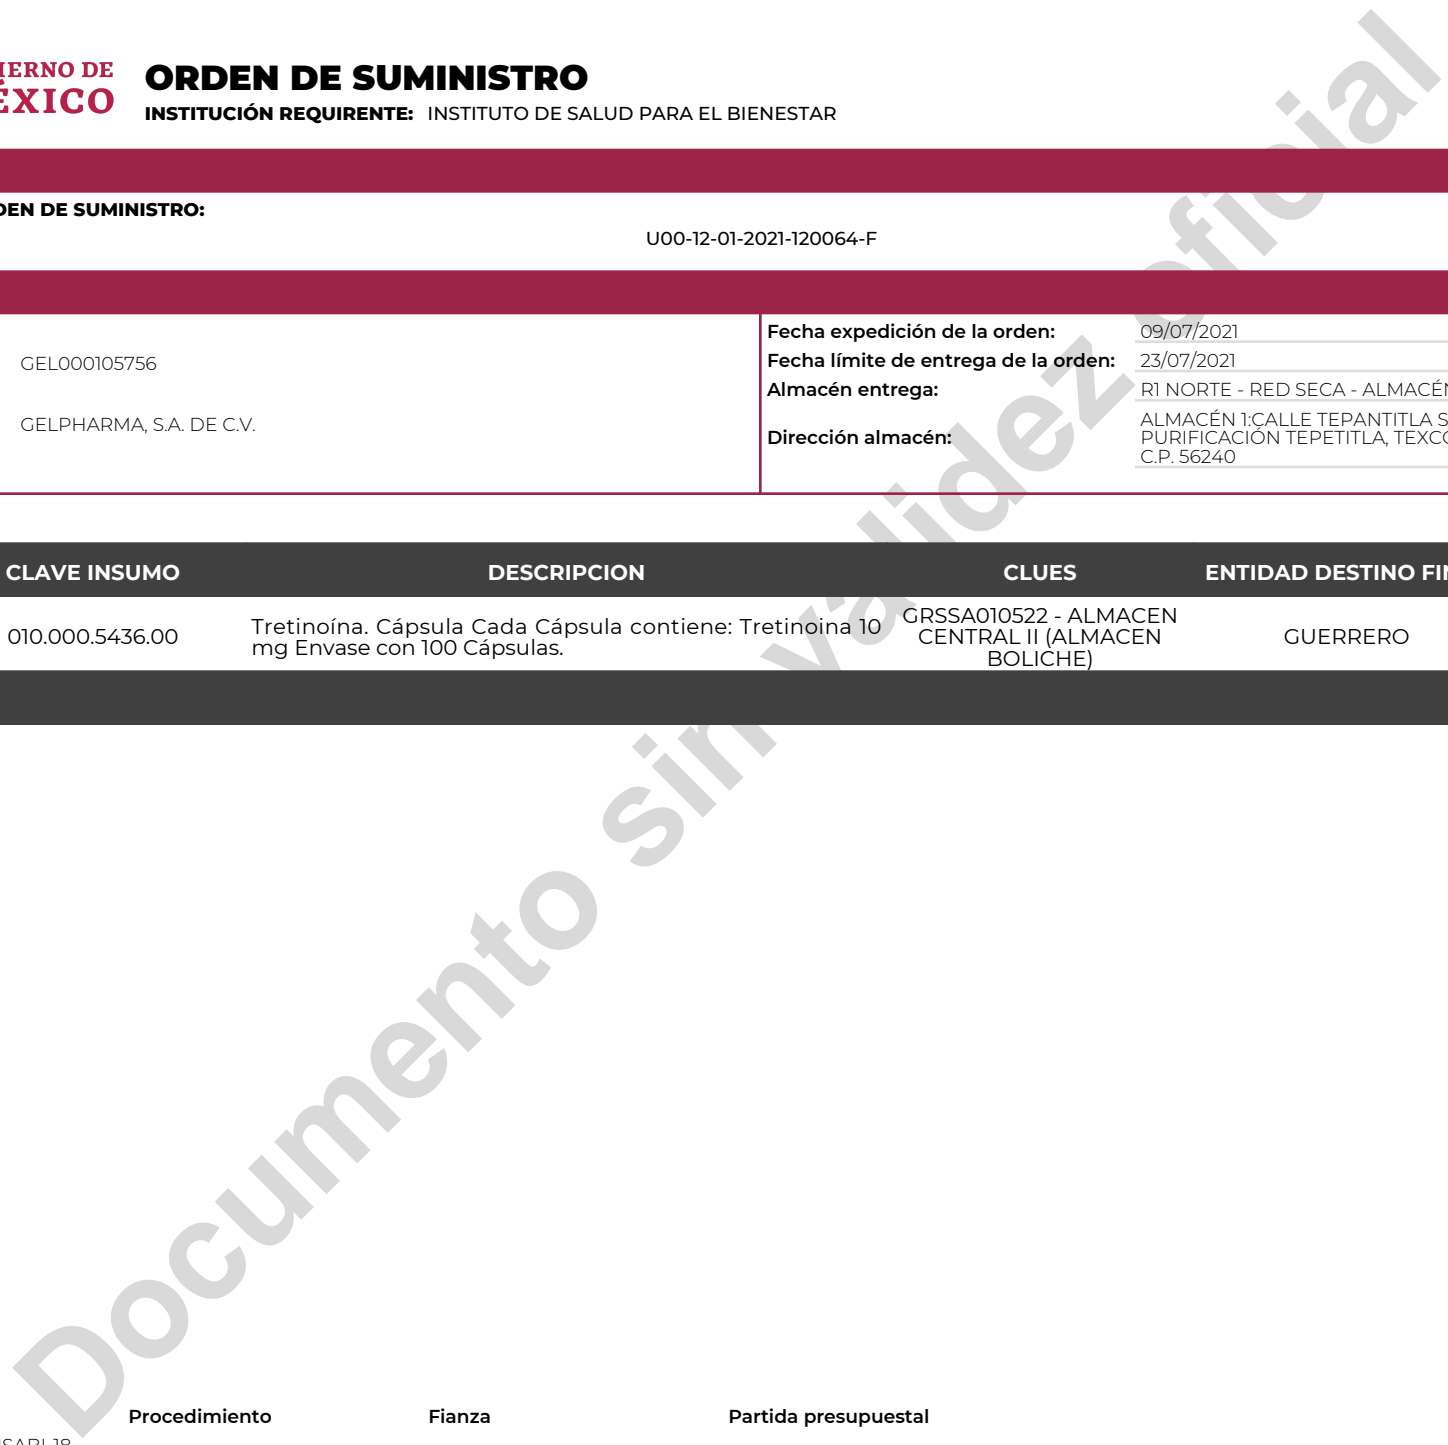 IERNO DE
ÉXICO
ORDEN DE SUMINISTRO
INSTITUCIÓN REQUIRENTE: INSTITUTO DE SALUD PARA EL BIENESTAR
DEN DE SUMINISTRO:
U00-12-01-2021-120064-F
GEL000105756
GELPHARMA, S.A. DE C.V.
Fecha expedición de la orden: 09/07/2021
Fecha límite de entrega de la orden: 23/07/2021
Almacén entrega: R1 NORTE - RED SECA - ALMACÉN
Dirección almacén:
ALMACÉN 1:CALLE TEPANTITLA S
PURIFICACIÓN TEPETITLA, TEXCO
C.P. 56240
CLAVE INSUMO DESCRIPCION CLUES ENTIDAD DESTINO FIN
010.000.5436.00
Tretinoína. Cápsula Cada Cápsula contiene: Tretinoina 10
mg Envase con 100 Cápsulas.
GRSSA010522 - ALMACEN
CENTRAL II (ALMACEN
BOLICHE)
GUERRERO
Documento sin validez oficial
Procedimiento Fianza Partida presupuestal